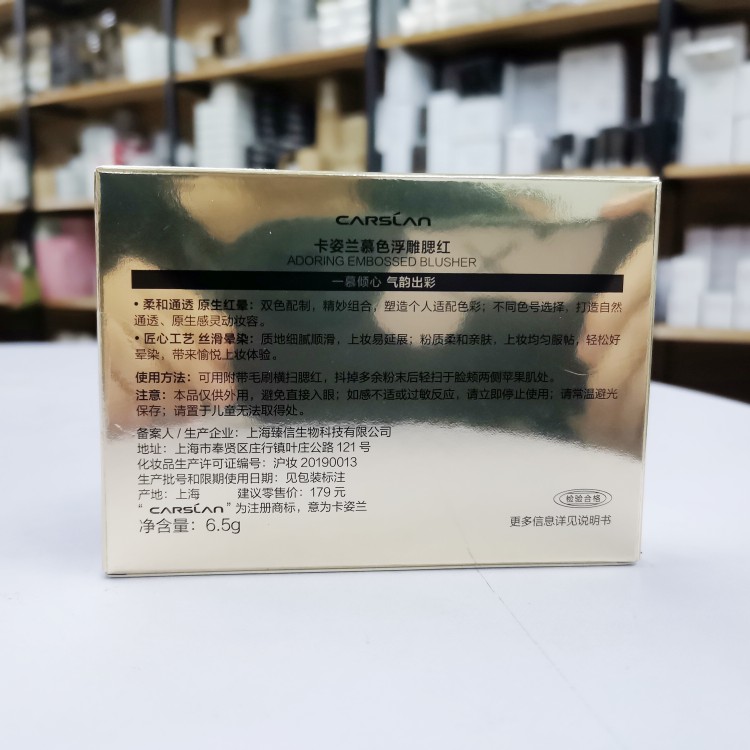 CARSLAN
卡姿兰慕色浮雕腮红
ADORING EMBOSSED BLUSHER
一慕倾心 气韵出彩
• 柔和通透 原生红晕：双色配制，精妙组合，塑造个人适配色彩；不同色号选择，打造自然
通透、原生感灵动妆容。
• 匠心工艺 丝滑晕染：质地细腻顺滑，上妆易延展；粉质柔和亲肤，上妆均匀服帖，轻松好
晕染，带来愉悦上妆体验。
使用方法：可用附带毛刷横扫腮红，抖掉多余粉末后轻扫于脸颊两侧苹果肌处。
注意：本品仅供外用，避免直接入眼；如感不适或过敏反应，请立即停止使用；请常温避光
保存；请置于儿童无法取得处。
备案人 / 生产企业：上海臻信生物科技有限公司
地址：上海市奉贤区庄行镇叶庄公路 121 号
化妆品生产许可证编号：沪妆 20190013
生产批号和限期使用日期：见包装标注
产地：上海 建议零售价：179 元
“CARSLAN”为注册商标，意为卡姿兰
净含量：6.5g
检验合格
更多信息详见说明书